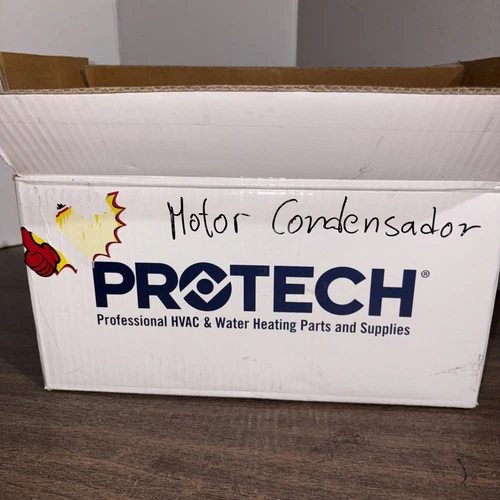 Motor Condensador
PROTECH®
Professional HVAC & Water Heating Parts and Supplies